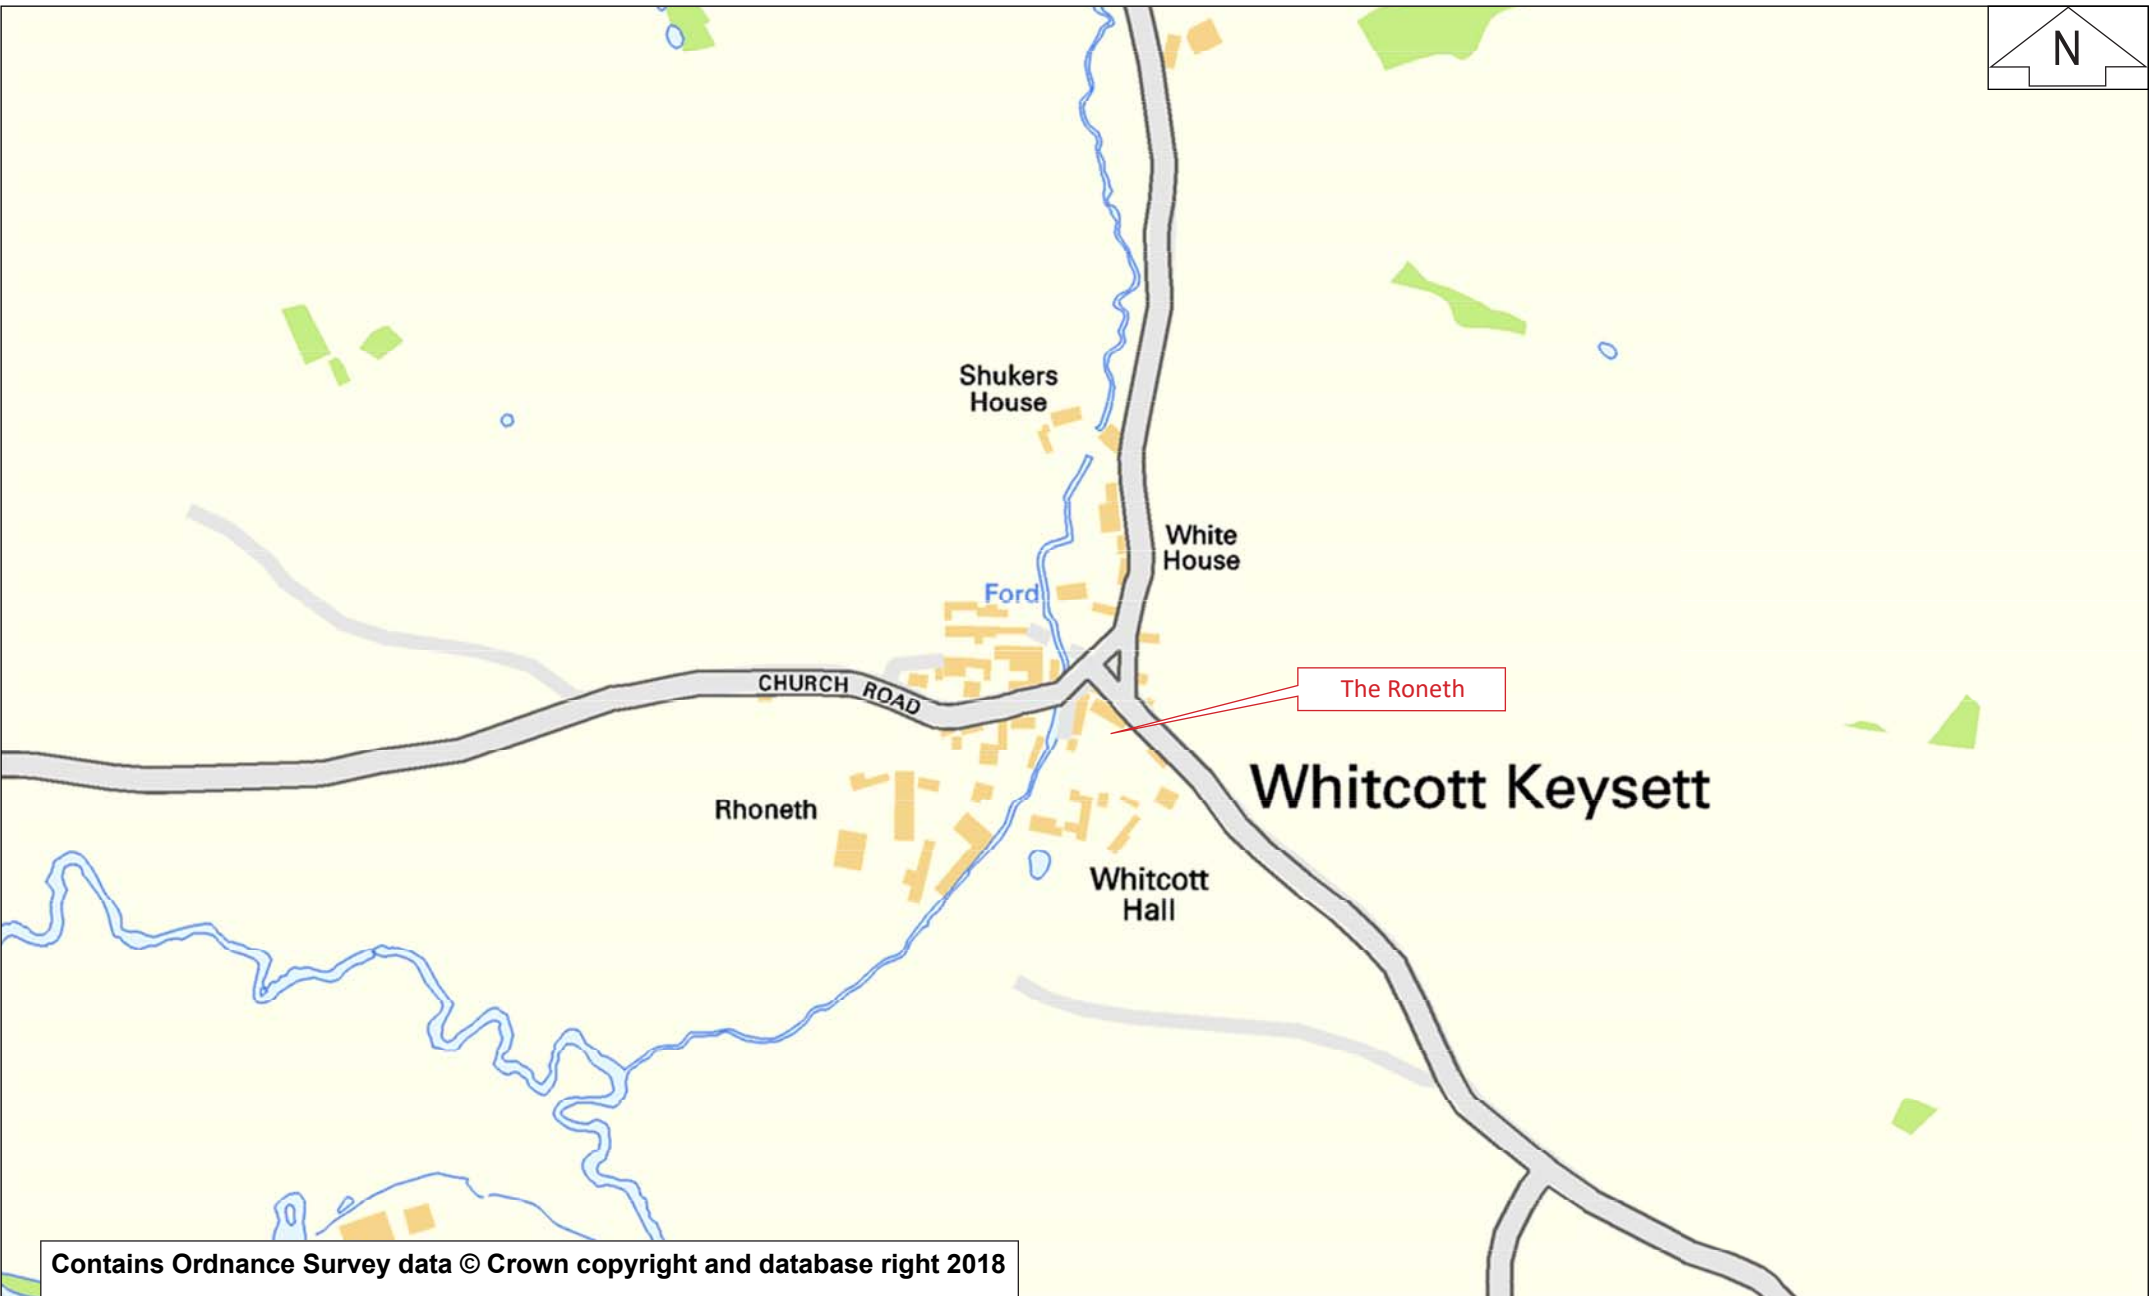 N
Shukers
House
White
House
Ford
CHURCH ROAD
The Roneth
Whitcott Keysett
Rhoneth
Whitcott
Hall
Contains Ordnance Survey data © Crown copyright and database right 2018